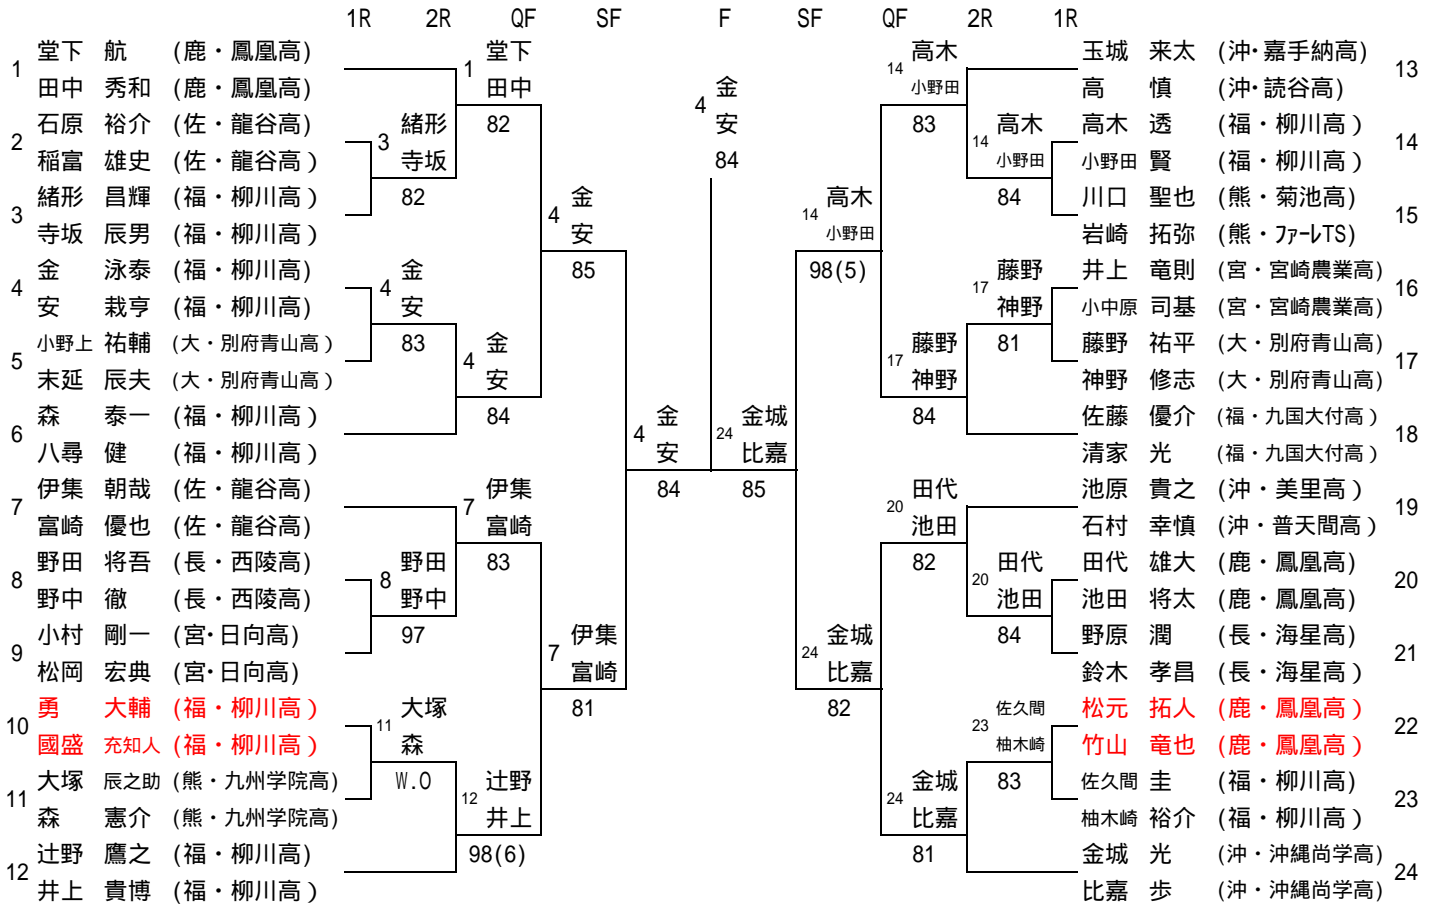 1R 2R QF SF F SF QF 2R 1R
堂下 航 (鹿・鳳凰高) 堂下 高木 玉城 来太 (沖・嘉手納高)
1 1 14 13
田中 秀和 (鹿・鳳凰高) 田中 小野田 高 慎 (沖・読谷高)
金
4
石原 裕介 (佐・龍谷高) 緒形 82 安 83 高木 高木 透 (福・柳川高)
2 3 14 14
稲富 雄史 (佐・龍谷高) 寺坂 84 小野田 小野田 賢 (福・柳川高)
緒形 昌輝 (福・柳川高) 82 金 高木 84 川口 聖也 (熊・菊池高)
3 4 14 15
寺坂 辰男 (福・柳川高) 安 小野田 岩崎 拓弥 (熊・ファーレTS)
金 泳泰 (福・柳川高) 金 85 98(5) 藤野 井上 竜則 (宮・宮崎農業高)
4 4 17 16
安 栽亨 (福・柳川高) 安 神野 小中原 司基 (宮・宮崎農業高)
小野上 祐輔 (大・別府青山高) 83 金 藤野 81 藤野 祐平 (大・別府青山高)
5 4 17 17
末延 辰夫 (大・別府青山高) 安 神野 神野 修志 (大・別府青山高)
森 泰一 (福・柳川高) 84 金 金城 84 佐藤 優介 (福・九国大付高)
6 4 24 18
八尋 健 (福・柳川高) 安 比嘉 清家 光 (福・九国大付高)
伊集 朝哉 (佐・龍谷高) 伊集 84 85 田代 池原 貴之 (沖・美里高)
7 7 20 19
富崎 優也 (佐・龍谷高) 富崎 池田 石村 幸慎 (沖・普天間高)
野田 将吾 (長・西陵高) 野田 83 82 田代 田代 雄大 (鹿・鳳凰高)
8 8 20 20
野中 徹 (長・西陵高) 野中 池田 池田 将太 (鹿・鳳凰高)
小村 剛一 (宮・日向高) 97 伊集 金城 84 野原 潤 (長・海星高)
9 7 24 21
松岡 宏典 (宮・日向高) 富崎 比嘉 鈴木 孝昌 (長・海星高)
勇 大輔 (福・柳川高) 大塚 81 82 佐久間 松元 拓人 (鹿・鳳凰高)
10 11 23 22
國盛 充知人 (福・柳川高) 森 柚木崎 竹山 竜也 (鹿・鳳凰高)
大塚 辰之助 (熊・九州学院高) W.O 辻野 金城 83 佐久間 圭 (福・柳川高)
11 12 24 23
森 憲介 (熊・九州学院高) 井上 比嘉 柚木崎 裕介 (福・柳川高)
辻野 鷹之 (福・柳川高) 98(6) 81 金城 光 (沖・沖縄尚学高)
12 24
井上 貴博 (福・柳川高) 比嘉 歩 (沖・沖縄尚学高)